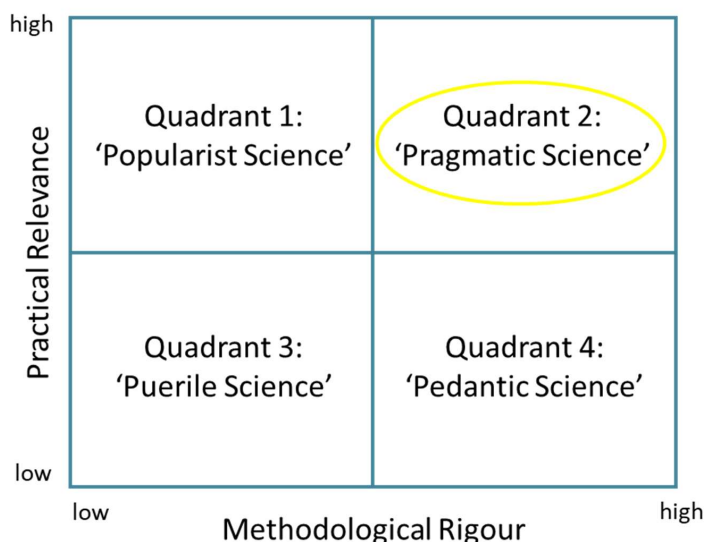 high
Quadrant 1:
‘Popularist Science’
Quadrant 2:
‘Pragmatic Science’
Practical Relevance
Quadrant 3:
‘Puerile Science’
Quadrant 4:
‘Pedantic Science’
low
low
high
Methodological Rigour